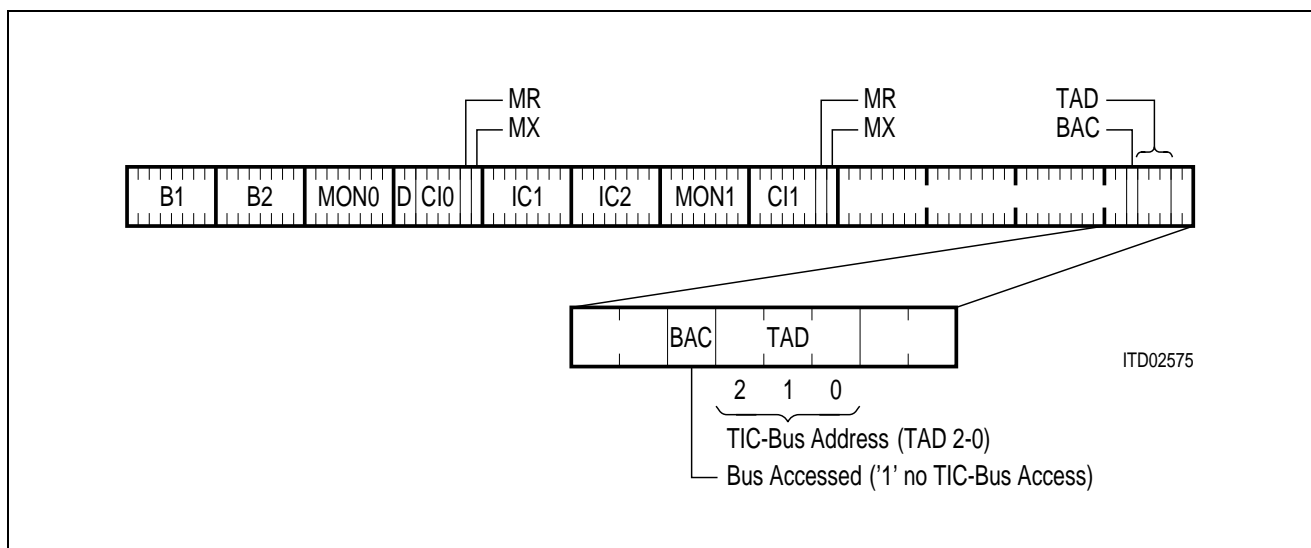 MR MR TAD
MX MX BAC
B1 B2 MON0 D CI0 IC1 IC2 MON1 CI1
BAC TAD
ITD02575
2 1 0
TIC-Bus Address (TAD 2-0)
Bus Accessed ('1' no TIC-Bus Access)